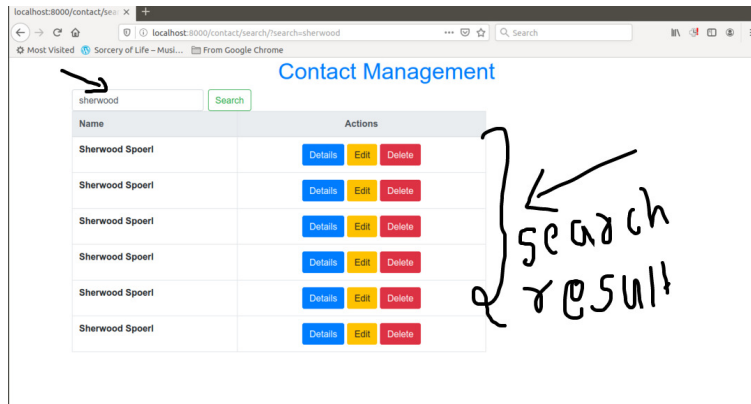 localhost:8000/contact/sea
localhost:8000/contact/search/?search=sherwood
Search
Most Visited Sorcery of Life – Musi... From Google Chrome
Contact Management
sherwood Search
Name Actions
Sherwood Spoerl Details Edit Delete
Sherwood Spoerl Details Edit Delete
Sherwood Spoerl Details Edit Delete
Sherwood Spoerl Details Edit Delete
Sherwood Spoerl Details Edit Delete
Sherwood Spoerl Details Edit Delete
search
result